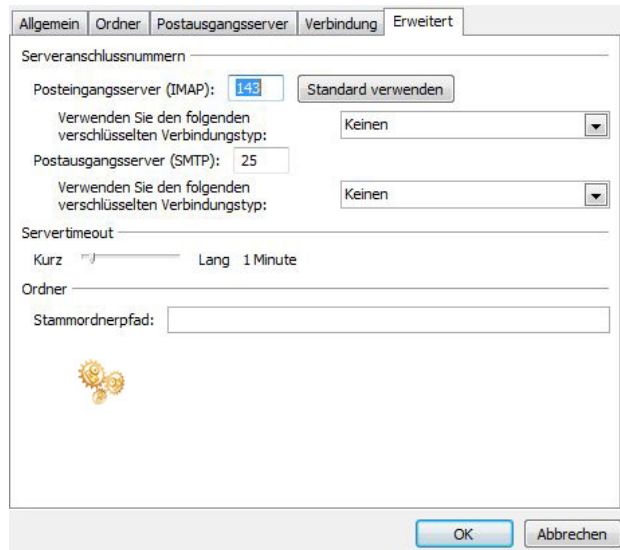 Allgemein Ordner Postausgangsserver Verbindung Erweitert
Serveranschlussnummern
Posteingangsserver (IMAP): 143 Standard verwenden
Verwenden Sie den folgenden
verschlüsselten Verbindungstyp: Keinen
Postausgangsserver (SMTP): 25
Verwenden Sie den folgenden
verschlüsselten Verbindungstyp: Keinen
Servertimeout
Kurz Lang 1 Minute
Ordner
Stammordnerpfad:
OK Abbrechen